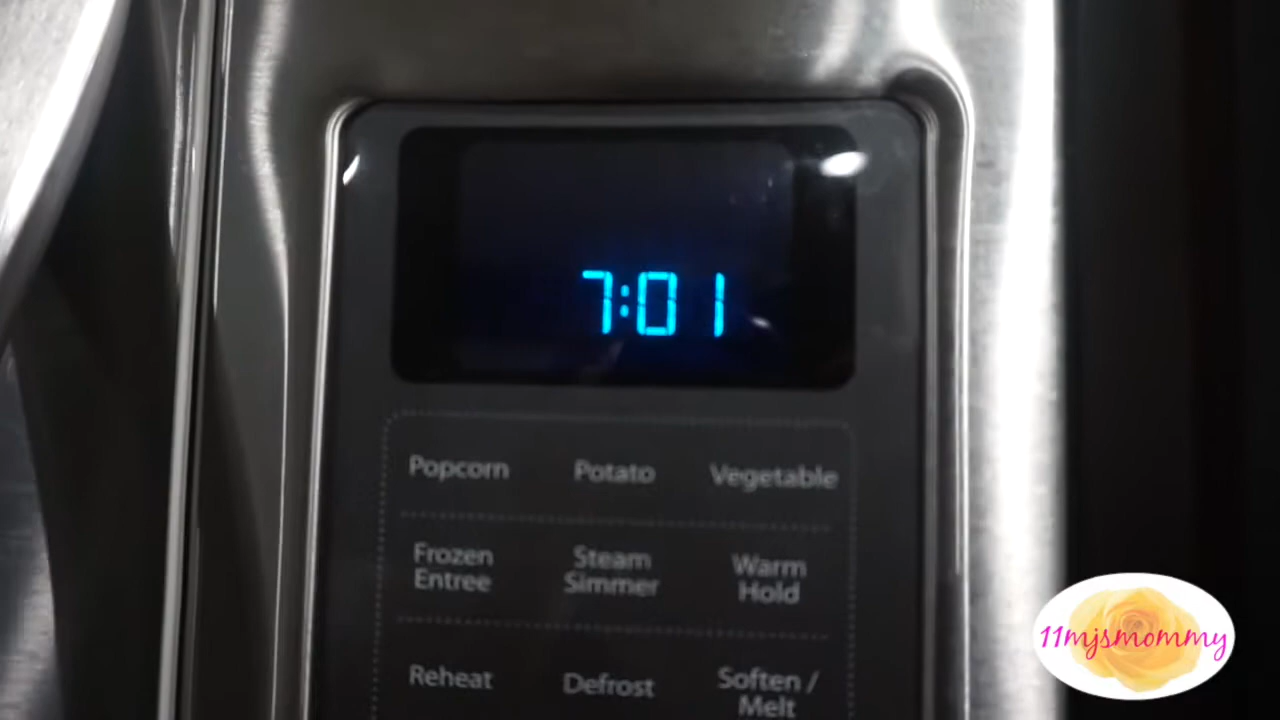 7:01
Popcorn Potato Vegetable
Frozen Entree
Steam Simmer
Warm Hold
Reheat Defrost Soften / Melt
11mjsmommy